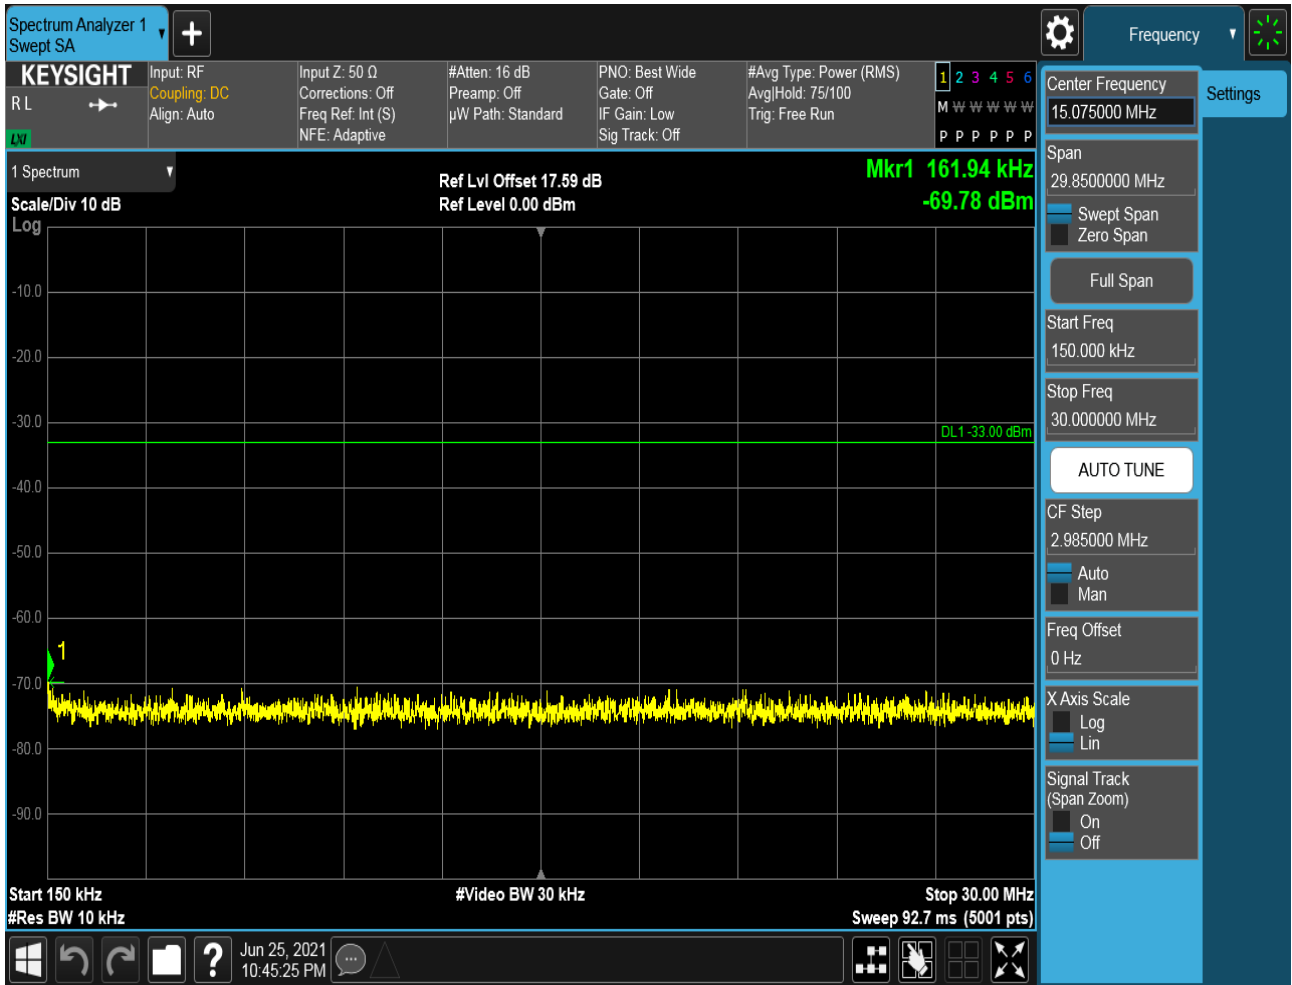 Spectrum Analyzer 1
Swept SA
Frequency
KEYSIGHT
R L
LXI
Input: RF
Coupling: DC
Align: Auto
Input Z: 50 Ω
Corrections: Off
Freq Ref: Int (S)
NFE: Adaptive
#Atten: 16 dB
Preamp: Off
µW Path: Standard
PNO: Best Wide
Gate: Off
IF Gain: Low
Sig Track: Off
#Avg Type: Power (RMS)
Avg|Hold: 75/100
Trig: Free Run
1 2 3 4 5 6
M W W W W W
P P P P P P
1 Spectrum
Scale/Div 10 dB
Log
Ref Lvl Offset 17.59 dB
Ref Level 0.00 dBm
Mkr1 161.94 kHz
-69.78 dBm
-10.0
-20.0
-30.0
DL1 -33.00 dBm
-40.0
-50.0
-60.0
1
-70.0
-80.0
-90.0
Start 150 kHz
#Video BW 30 kHz
Stop 30.00 MHz
#Res BW 10 kHz
Sweep 92.7 ms (5001 pts)
?
Jun 25, 2021
10:45:25 PM
Center Frequency
15.075000 MHz
Settings
Span
29.8500000 MHz
Swept Span
Zero Span
Full Span
Start Freq
150.000 kHz
Stop Freq
30.000000 MHz
AUTO TUNE
CF Step
2.985000 MHz
Auto
Man
Freq Offset
0 Hz
X Axis Scale
Log
Lin
Signal Track
(Span Zoom)
On
Off